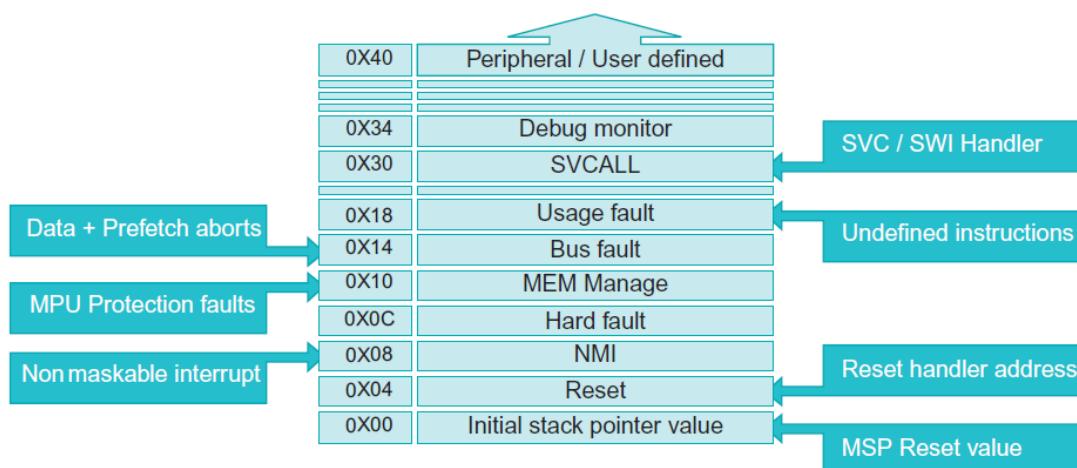 0X40 Peripheral / User defined
0X34 Debug monitor
SVC / SWI Handler
0X30 SVCALL
0X18 Usage fault
Data + Prefetch aborts
Undefined instructions
0X14 Bus fault
0X10 MEM Manage
MPU Protection faults
0X0C Hard fault
0X08 NMI
Non maskable interrupt
Reset handler address
0X04 Reset
0X00 Initial stack pointer value
MSP Reset value